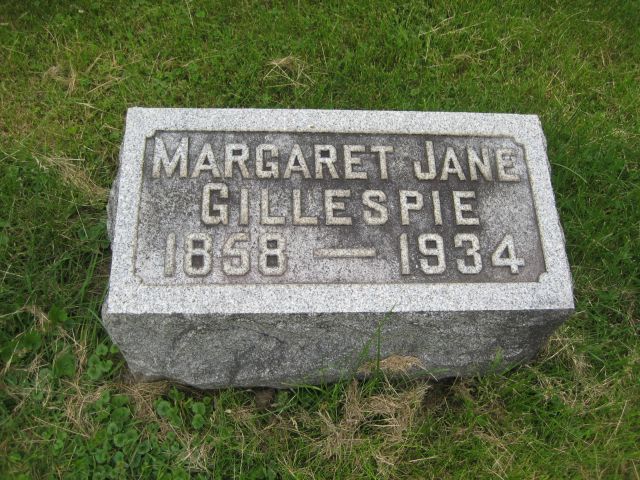 MARGARET JANE
GILLESPIE
1858 — 1934